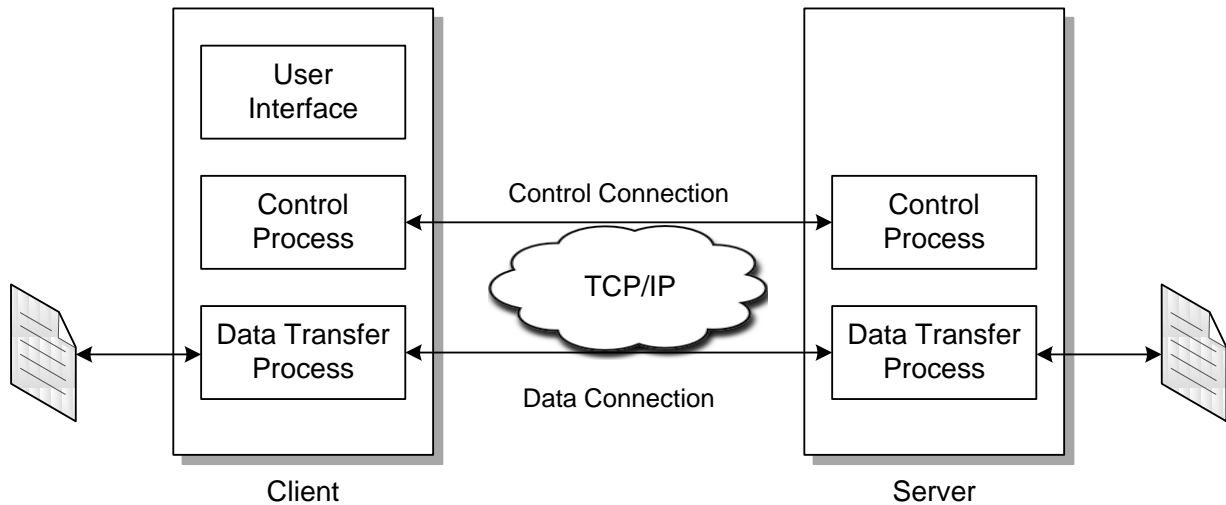 User
Interface
Control
Process
Data Transfer
Process
Control Connection
TCP/IP
Data Connection
Control
Process
Data Transfer
Process
Client
Server